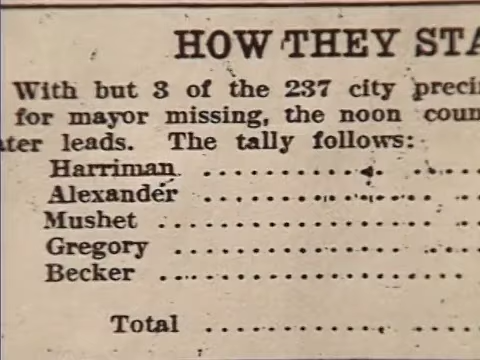 HOW THEY STA
With but 3 of the 237 city preci
for mayor missing, the noon coun
ter leads. The tally follows:
Harriman ..............
Alexander ..............
Mushet ..............
Gregory ..............
Becker ..............
Total ..............